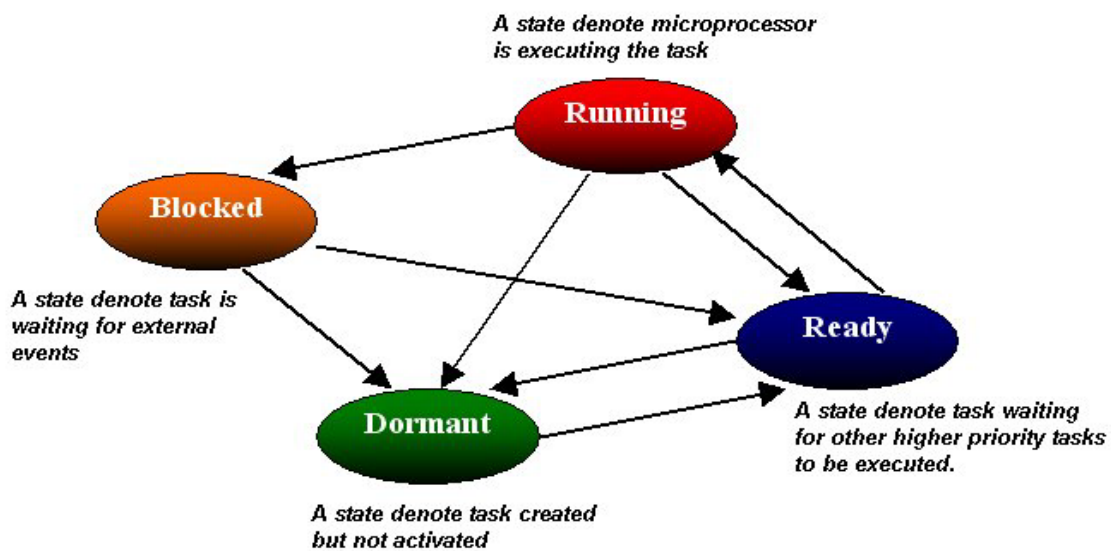 A state denote microprocessor
is executing the task
Running
Blocked
A state denote task is
waiting for external
events
Ready
A state denote task waiting
for other higher priority tasks
to be executed.
Dormant
A state denote task created
but not activated